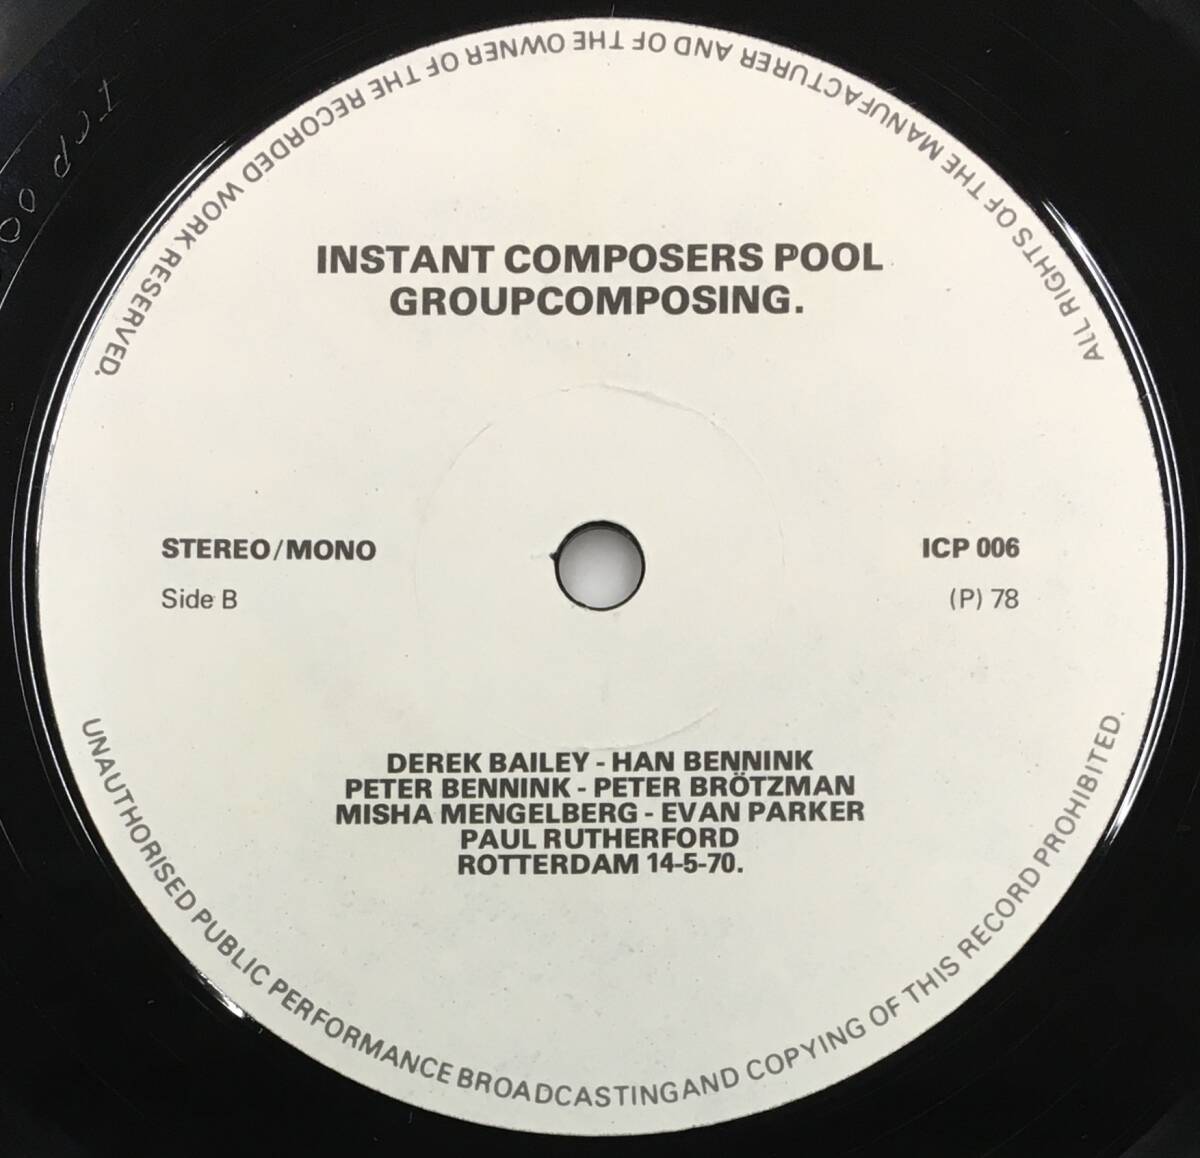 ALL RIGHTS OF THE MANUFACTURER AND OF THE OWNER OF THE RECORDED WORK RESERVED.
ICP 00
INSTANT COMPOSERS POOL
GROUPCOMPOSING.
STEREO/MONO
ICP 006
Side B
(P) 78
DEREK BAILEY - HAN BENNINK
PETER BENNINK - PETER BRÖTZMAN
MISHA MENGELBERG - EVAN PARKER
PAUL RUTHERFORD
ROTTERDAM 14-5-70.
UNAUTHORISED PUBLIC PERFORMANCE BROADCASTING AND COPYING OF THIS RECORD PROHIBITED.